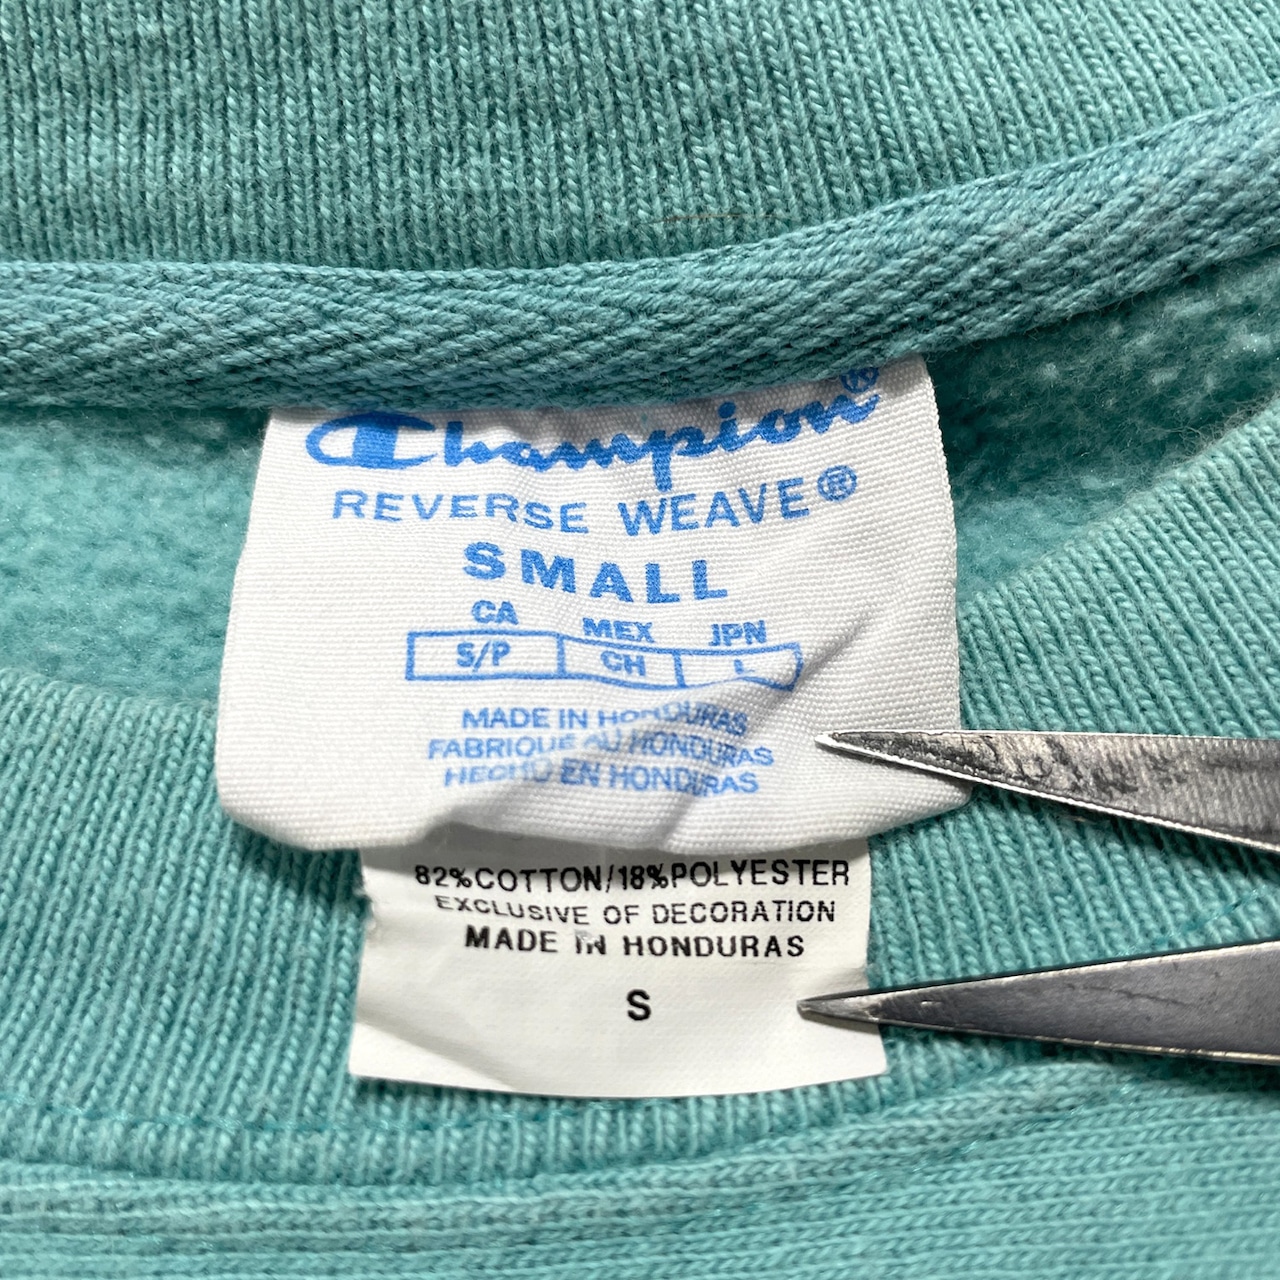 Champion®
REVERSE WEAVE®
SMALL
CA MEX JPN
S/P CH L
MADE IN HONDURAS
FABRIQUE AU HONDURAS
HECHO EN HONDURAS
82%COTTON/18%POLYESTER
EXCLUSIVE OF DECORATION
MADE IN HONDURAS
S